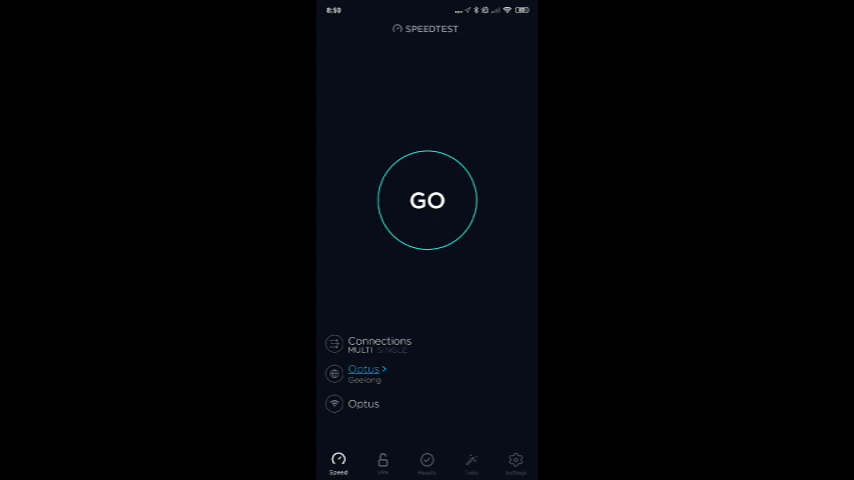 8:50
SPEEDTEST
GO
Connections
MULTI SINGLE
Optus >
Geelong
Optus
Speed VPN Results Tools Settings